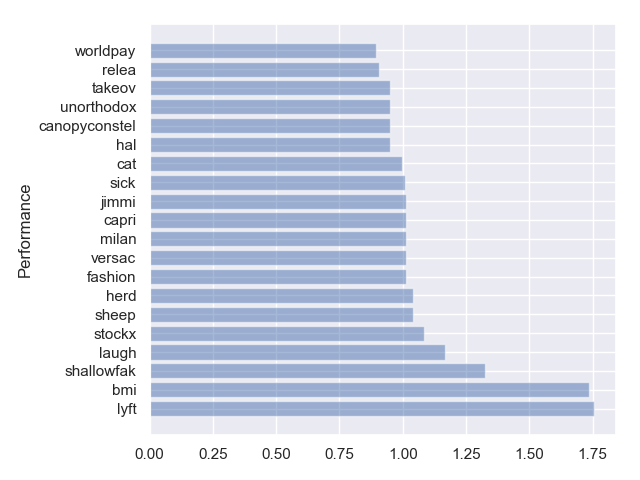 worldpay
relea
takeov
unorthodox
canopyconstel
hal
cat
sick
jimmi
capri
milan
versac
fashion
herd
sheep
stockx
laugh
shallowfak
bmi
lyft
Performance
0.00 0.25 0.50 0.75 1.00 1.25 1.50 1.75